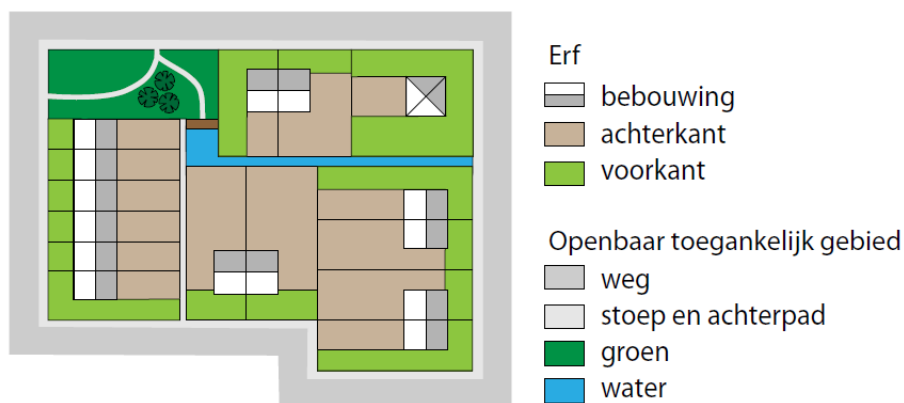 Erf
bebouwing
achterkant
voorkant
Openbaar toegankelijk gebied
weg
stoep en achterpad
groen
water